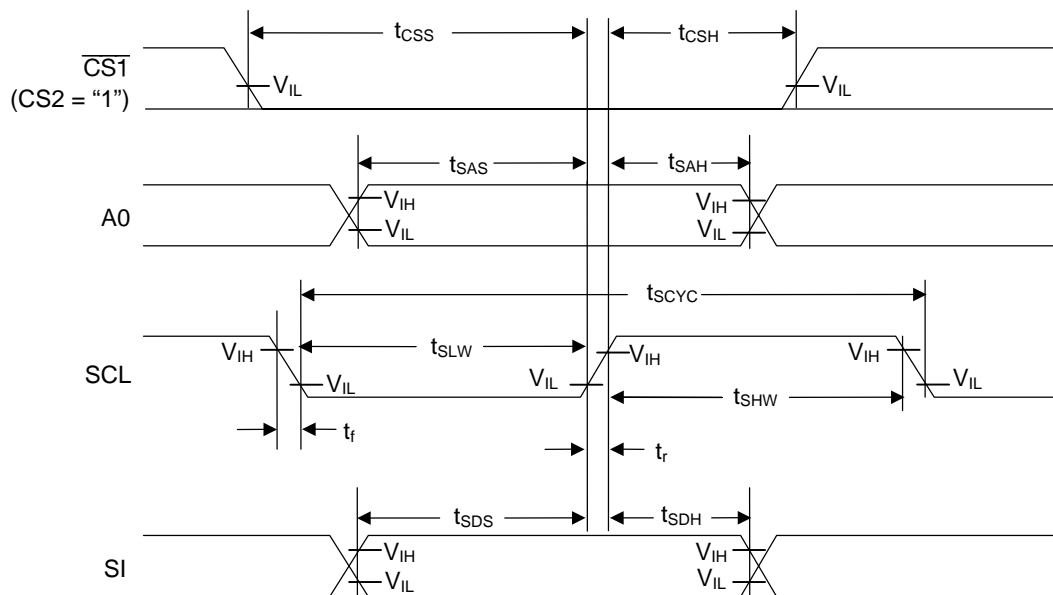 tCSS tCSH
CS1
(CS2 = “1”)
VIL VIL
tSAS tSAH
A0
VIH VIH
VIL VIL
tSCYC
SCL
VIH tSLW VIH VIH
VIL VIL VIL
tSHW
tf tr
tSDS tSDH
SI
VIH VIH
VIL VIL